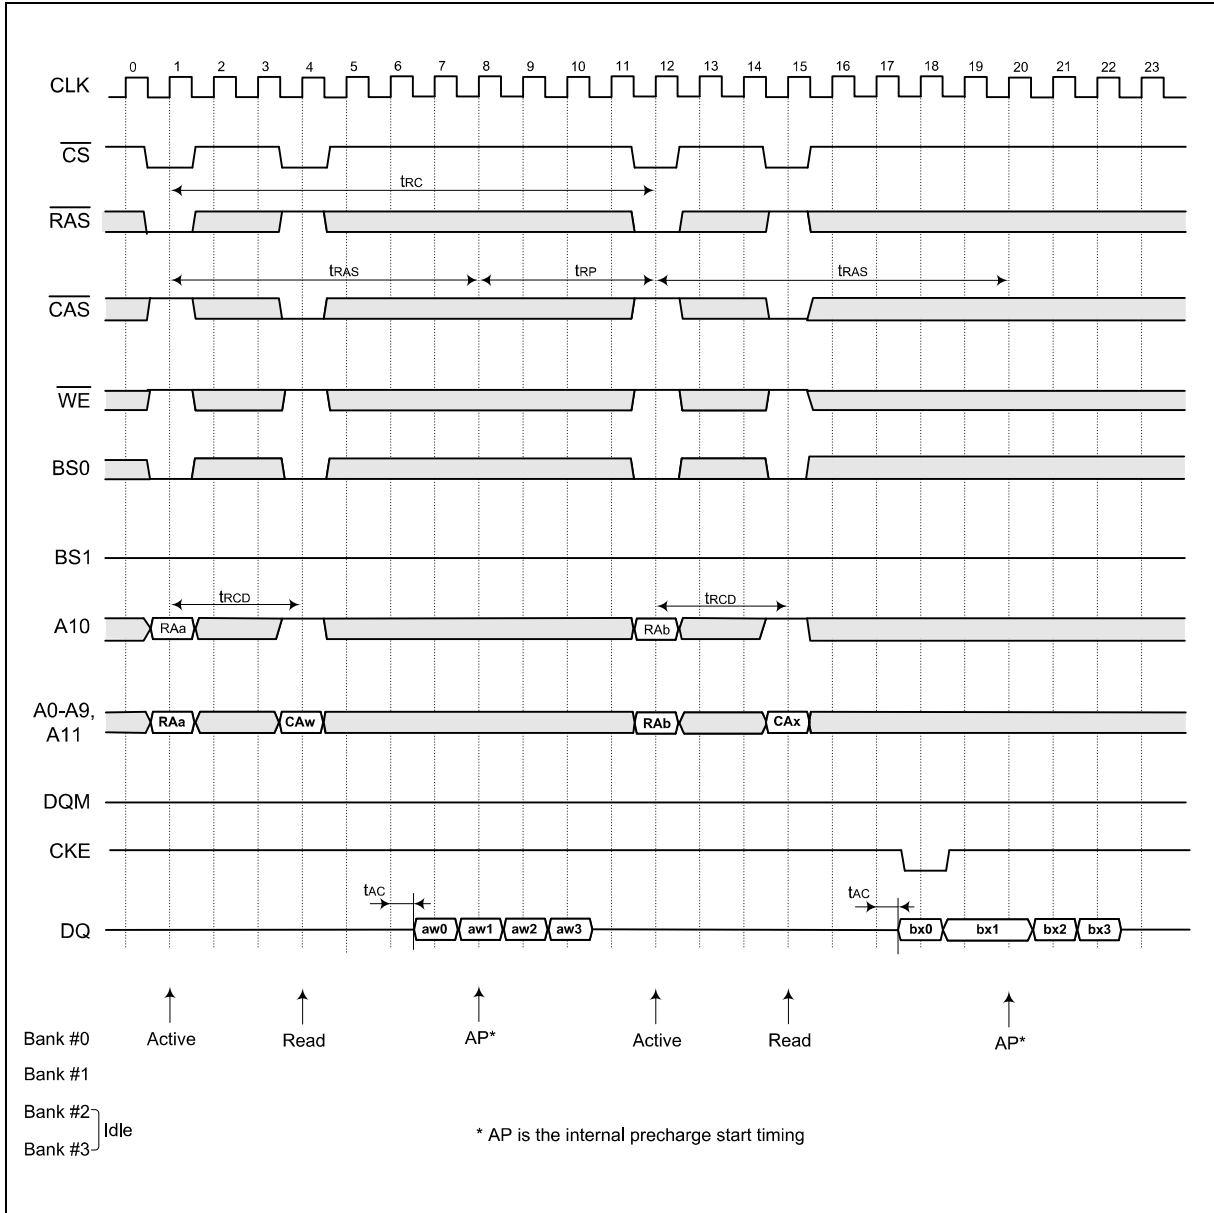 0 1 2 3 4 5 6 7 8 9 10 11 12 13 14 15 16 17 18 19 20 21 22 23
CLK
CS
tRC
RAS
tRAS tRP tRAS
CAS
WE
BS0
BS1
tRCD tRCD
A10 RAa RAb
A0-A9,
A11 RAa CAw RAb CAx
DQM
CKE
tAC tAC
DQ aw0 aw1 aw2 aw3 bx0 bx1 bx2 bx3
Bank #0 Active Read AP* Active Read AP*
Bank #1
Bank #2
Idle
Bank #3
* AP is the internal precharge start timing